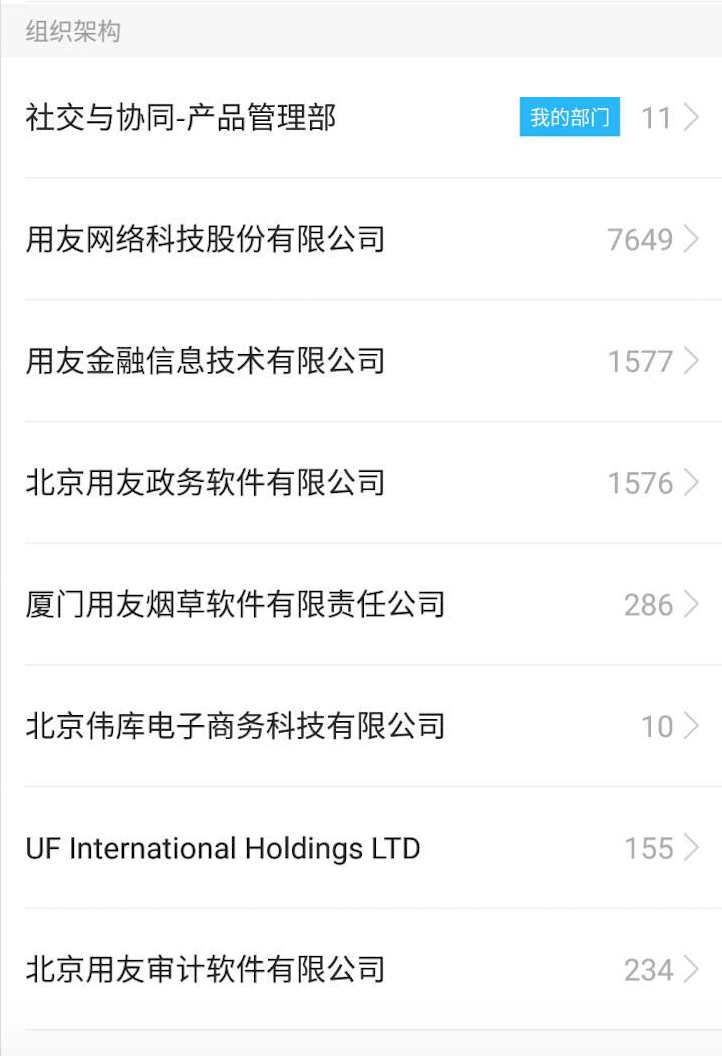 组织架构
社交与协同-产品管理部 我的部门 11
用友网络科技股份有限公司 7649
用友金融信息技术有限公司 1577
北京用友政务软件有限公司 1576
厦门用友烟草软件有限责任公司 286
北京伟库电子商务科技有限公司 10
UF International Holdings LTD 155
北京用友审计软件有限公司 234